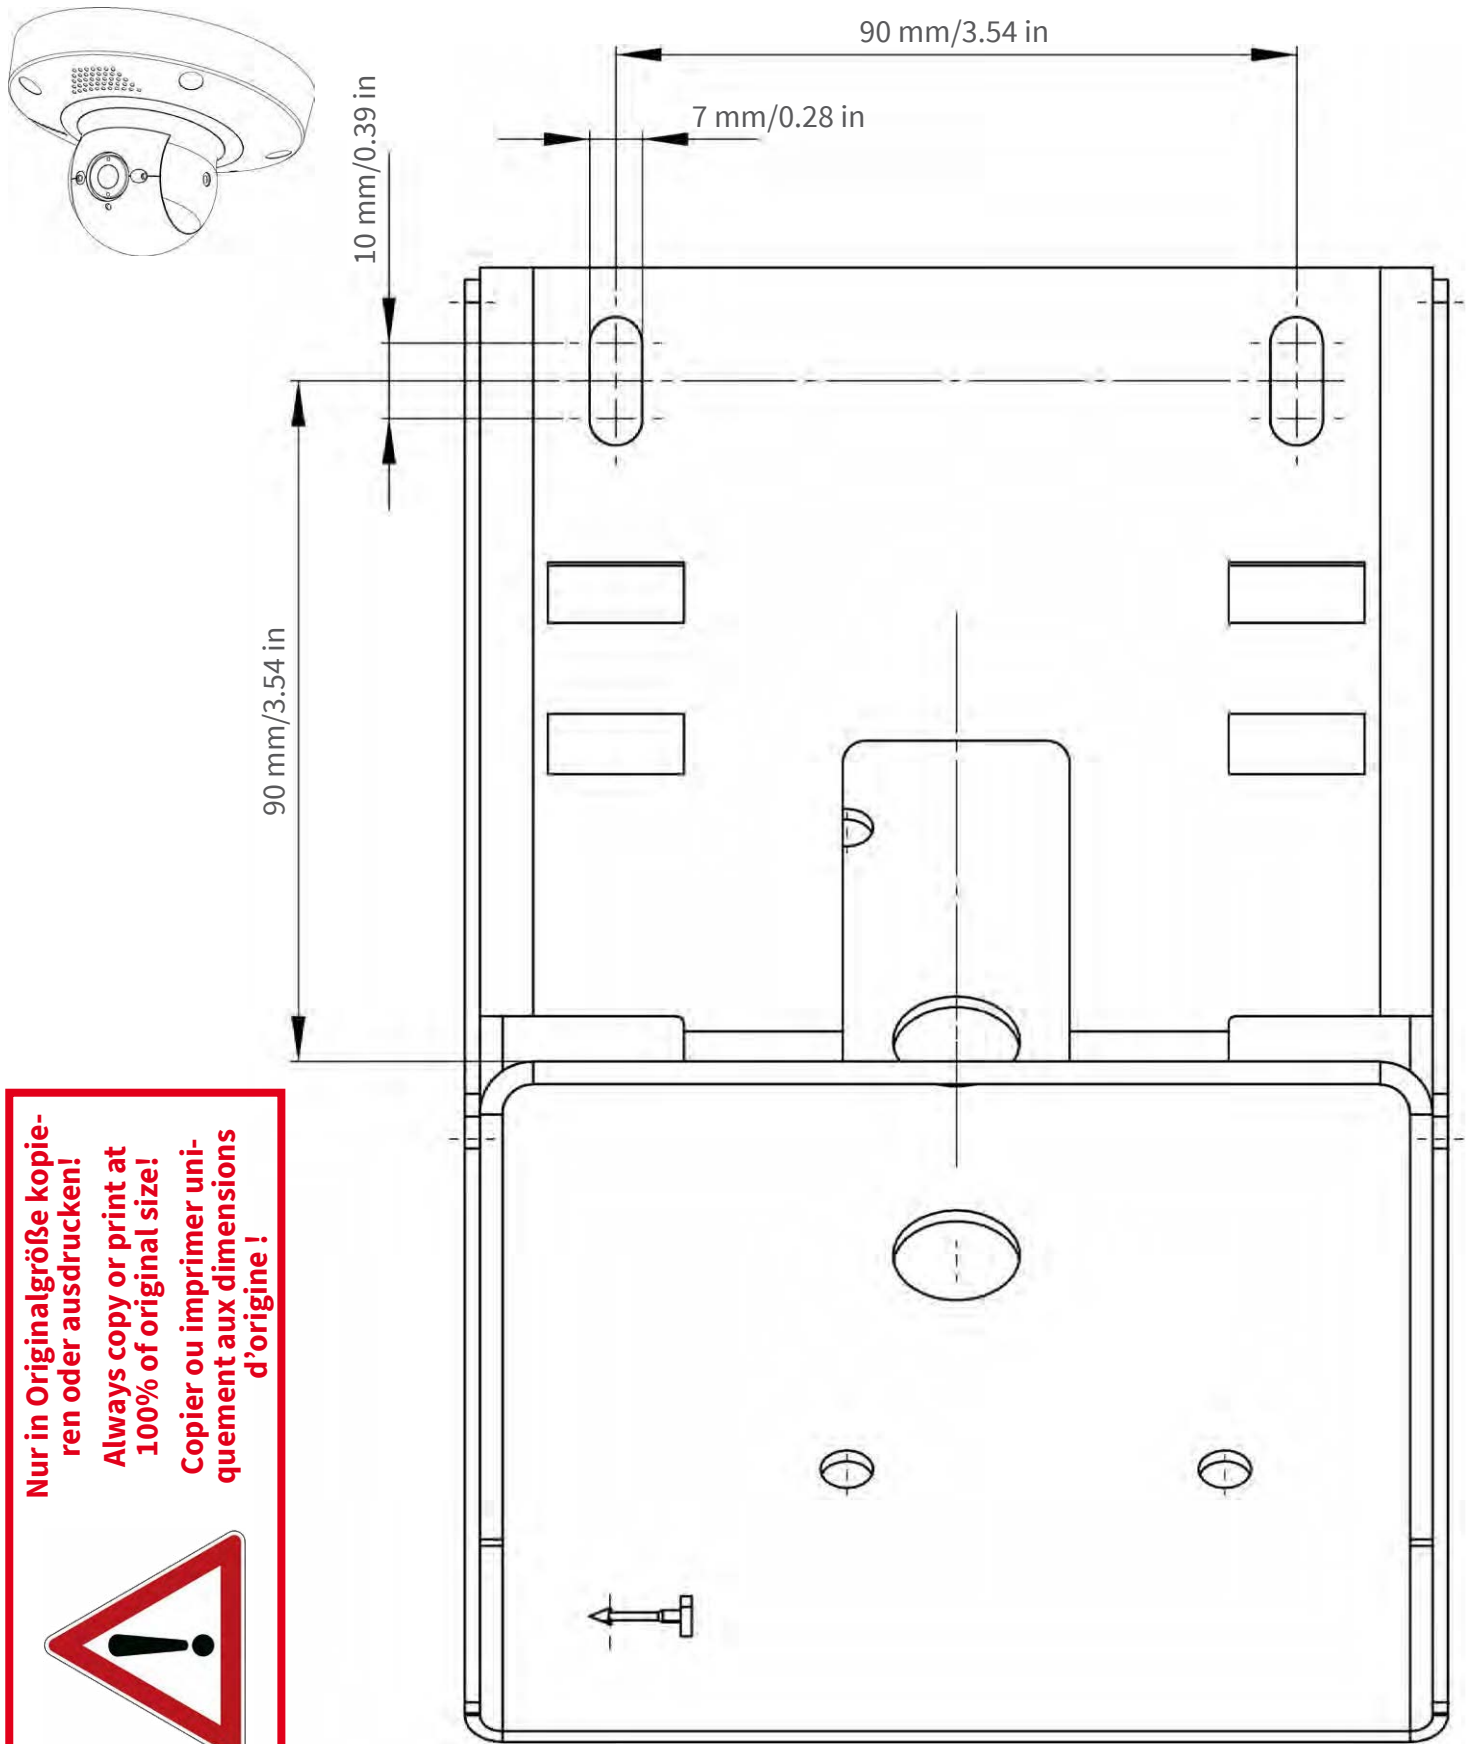 90 mm/3.54 in
7 mm/0.28 in
10 mm/0.39 in
90 mm/3.54 in
Nur in Originalgröße kopie-
ren oder ausdrucken!
Always copy or print at
100% of original size!
Copier ou imprimer uni-
quement aux dimensions
d’origine !